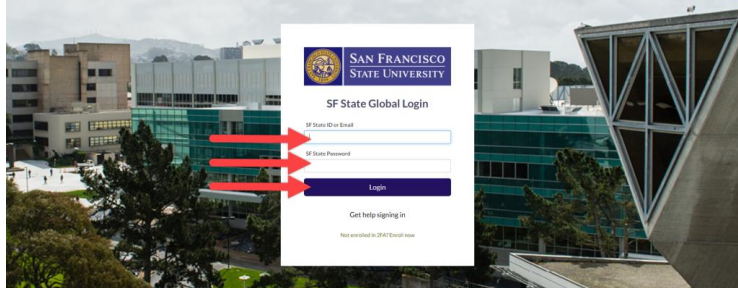 SAN FRANCISCO
STATE UNIVERSITY
SF State Global Login
SF State ID or Email
SF State Password
Login
Get help signing in
Not enrolled in 2FA? Enroll now